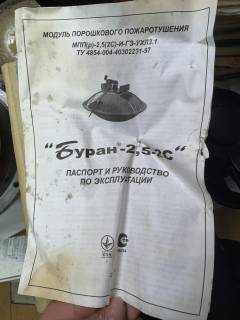 МОДУЛЬ ПОРОШКОВОГО ПОЖАРОТУШЕНИЯ
МПП(р)-2,5(2С)-И-ГЭ-УХЛ3.1
ТУ 4854-004-40302231-97
"Буран-2,5-2С"
ПАСПОРТ И РУКОВОДСТВО
ПО ЭКСПЛУАТАЦИИ